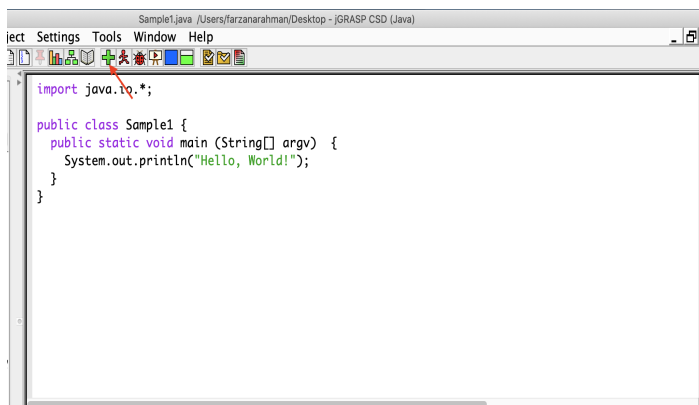 Sample1.java /Users/farzanarahman/Desktop - jGRASP CSD (Java)
ject Settings Tools Window Help
import java.io.*;
public class Sample1 {
public static void main (String[] argv) {
System.out.println("Hello, World!");
}
}